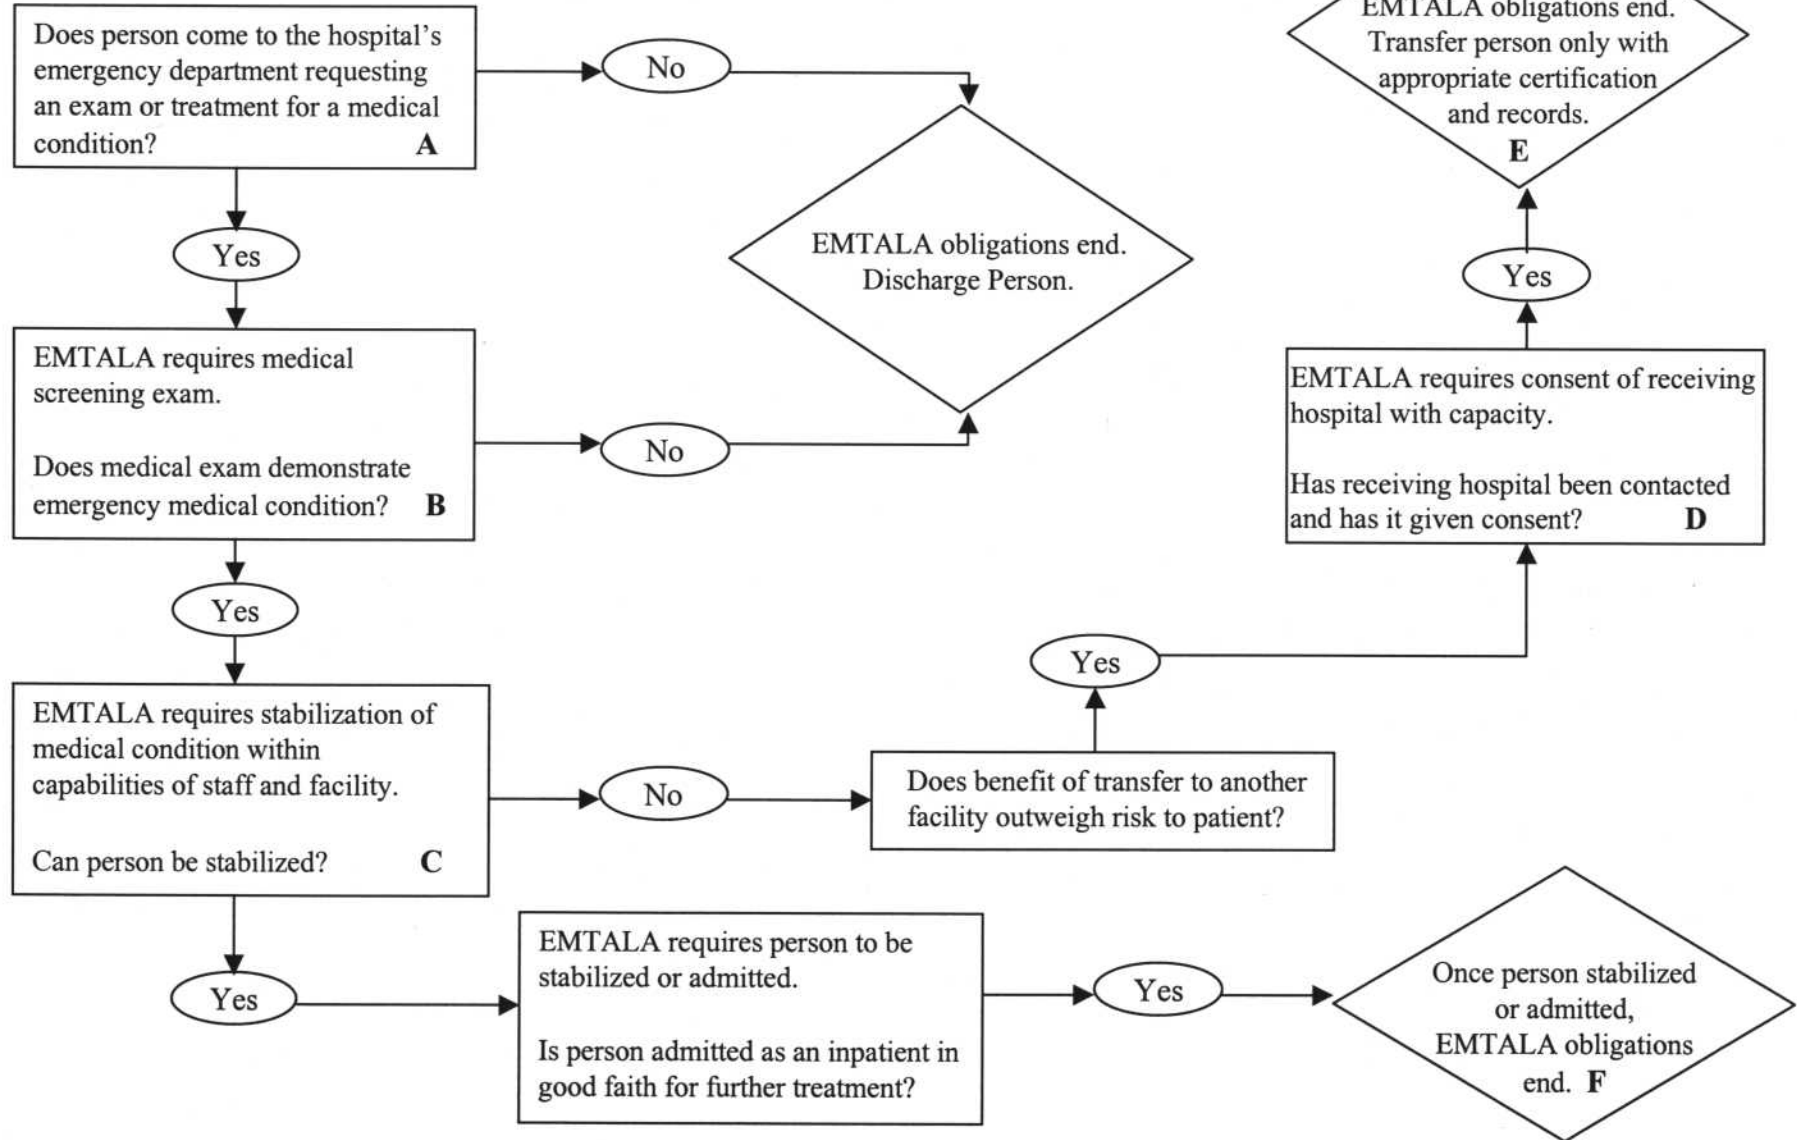 Does person come to the hospital’s
emergency department requesting
an exam or treatment for a medical
condition? A
No
Yes
EMTALA obligations end.
Discharge Person.
EMTALA requires medical
screening exam.
Does medical exam demonstrate
emergency medical condition? B
No
Yes
EMTALA requires stabilization of
medical condition within
capabilities of staff and facility.
Can person be stabilized? C
No
Does benefit of transfer to another
facility outweigh risk to patient?
Yes
EMTALA requires consent of receiving
hospital with capacity.
Has receiving hospital been contacted
and has it given consent? D
Yes
EMTALA obligations end.
Transfer person only with
appropriate certification
and records.
E
Yes
EMTALA requires person to be
stabilized or admitted.
Is person admitted as an inpatient in
good faith for further treatment?
Yes
Once person stabilized
or admitted,
EMTALA obligations
end. F